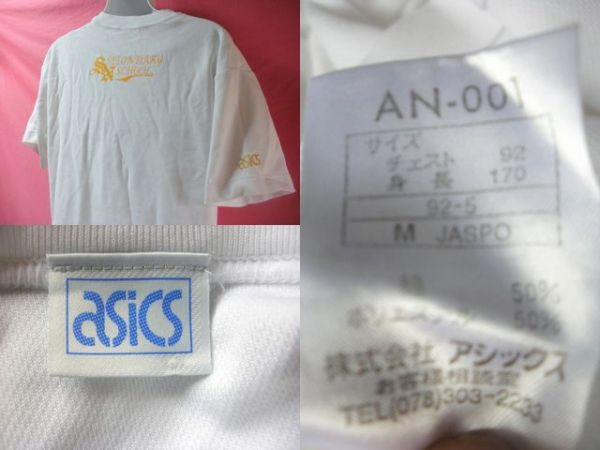 SECONDARY
SN SCHOOL
asics
asics
AN-001
サイズ
チェスト 92
身長 170
92-5
M JASPO
綿 50%
ポリエステル 50%
株式会社 アシックス
お客様相談室
TEL(078)303-2233